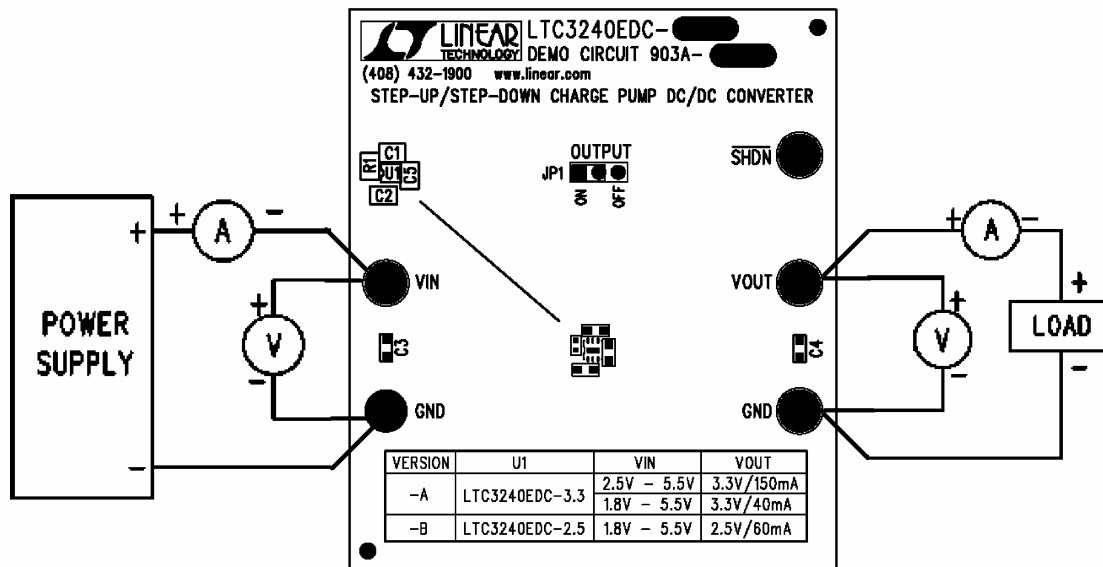 LINEAR TECHNOLOGY
LTC3240EDC-
DEMO CIRCUIT 903A-
(408) 432-1900 www.linear.com
STEP-UP/STEP-DOWN CHARGE PUMP DC/DC CONVERTER
C1
R1
U1
C5
C2
OUTPUT
JP1
ON
OFF
SHDN
+ A -
+ A -
+
VIN
VOUT
+
+
+
POWER SUPPLY
V
C3
C4
V
LOAD
-
-
-
GND
GND
-
VERSION U1 VIN VOUT
-A LTC3240EDC-3.3 2.5V - 5.5V 3.3V/150mA
1.8V - 5.5V 3.3V/40mA
-B LTC3240EDC-2.5 1.8V - 5.5V 2.5V/60mA